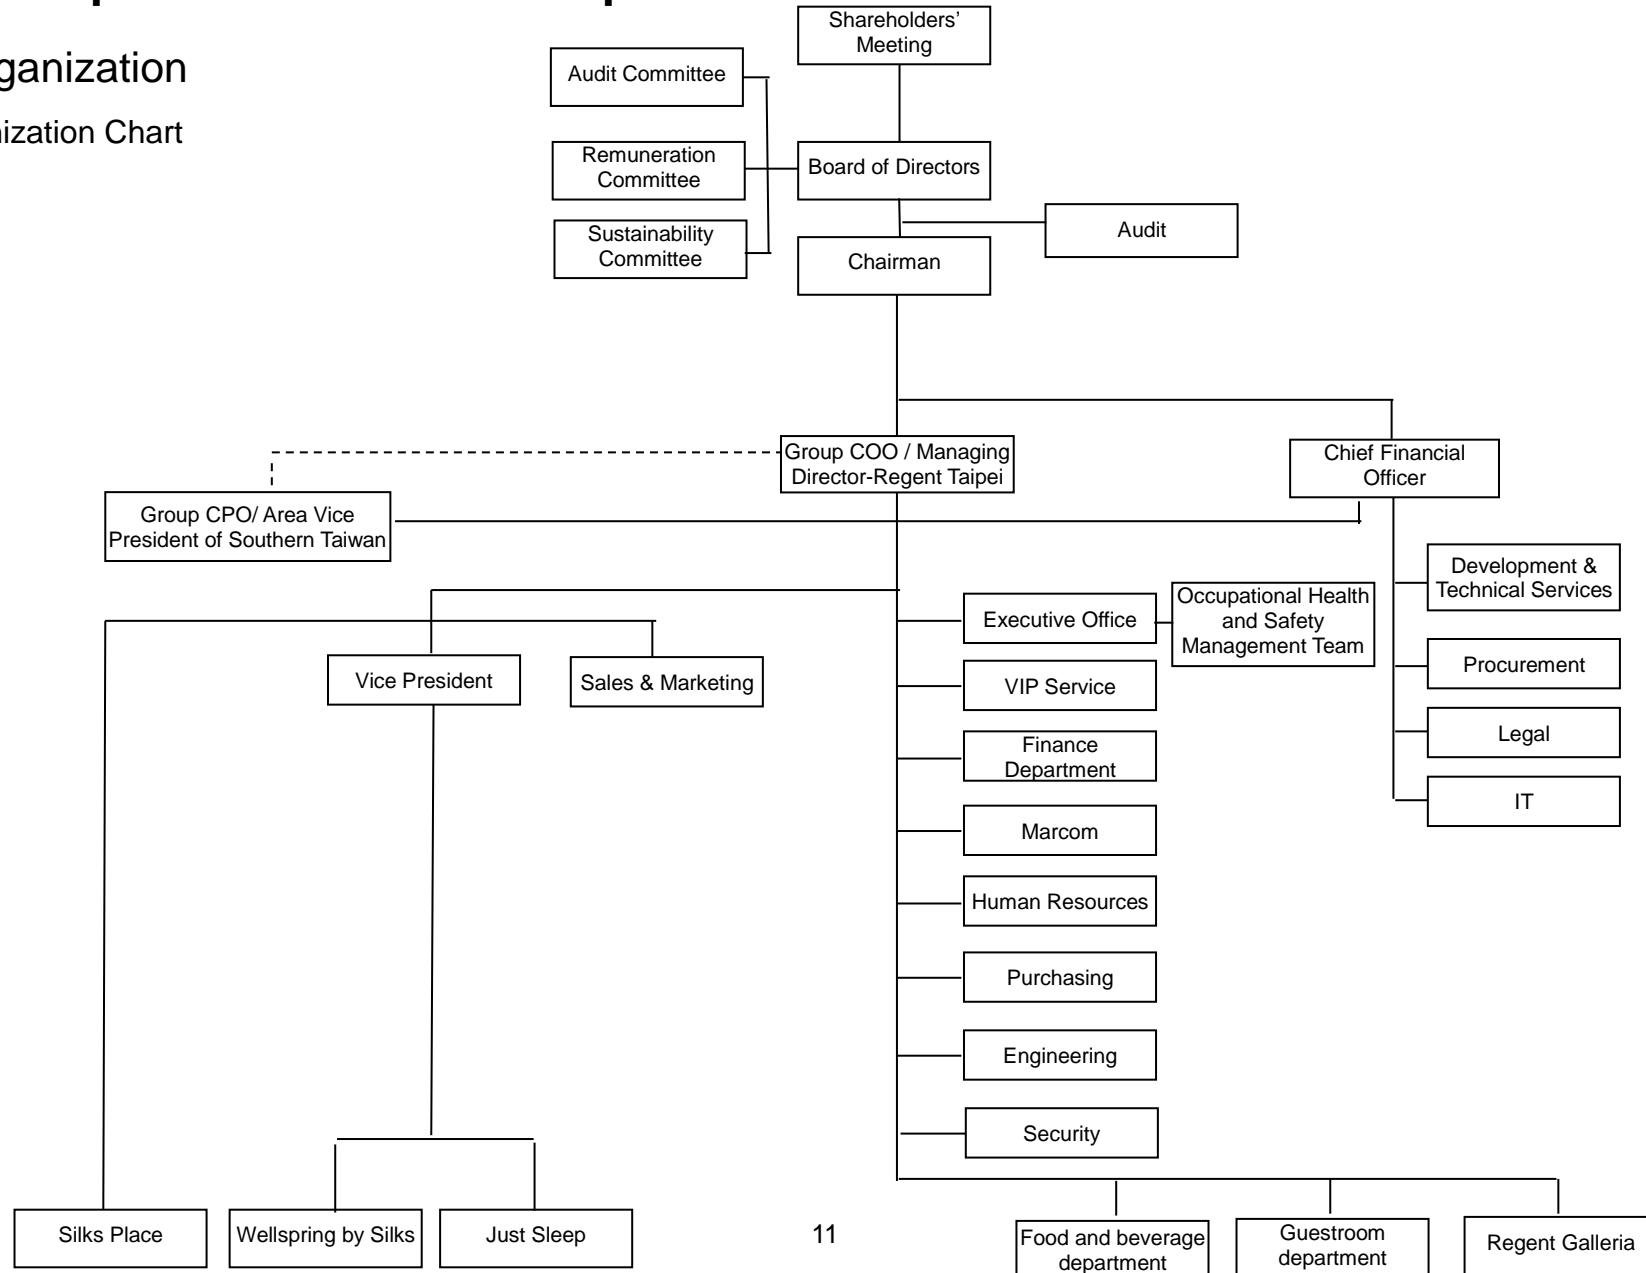 Shareholders'
Meeting
ganization
Audit Committee
ization Chart
Remuneration
Committee
Board of Directors
Sustainability
Committee
Audit
Chairman
Group COO / Managing
Director-Regent Taipei
Chief Financial
Officer
Group CPO/ Area Vice
President of Southern Taiwan
Development &
Technical Services
Executive Office
Occupational Health
and Safety
Management Team
Procurement
Vice President
Sales & Marketing
VIP Service
Legal
Finance
Department
IT
Marcom
Human Resources
Purchasing
Engineering
Security
Silks Place
Wellspring by Silks
Just Sleep
11
Food and beverage
department
Guestroom
department
Regent Galleria